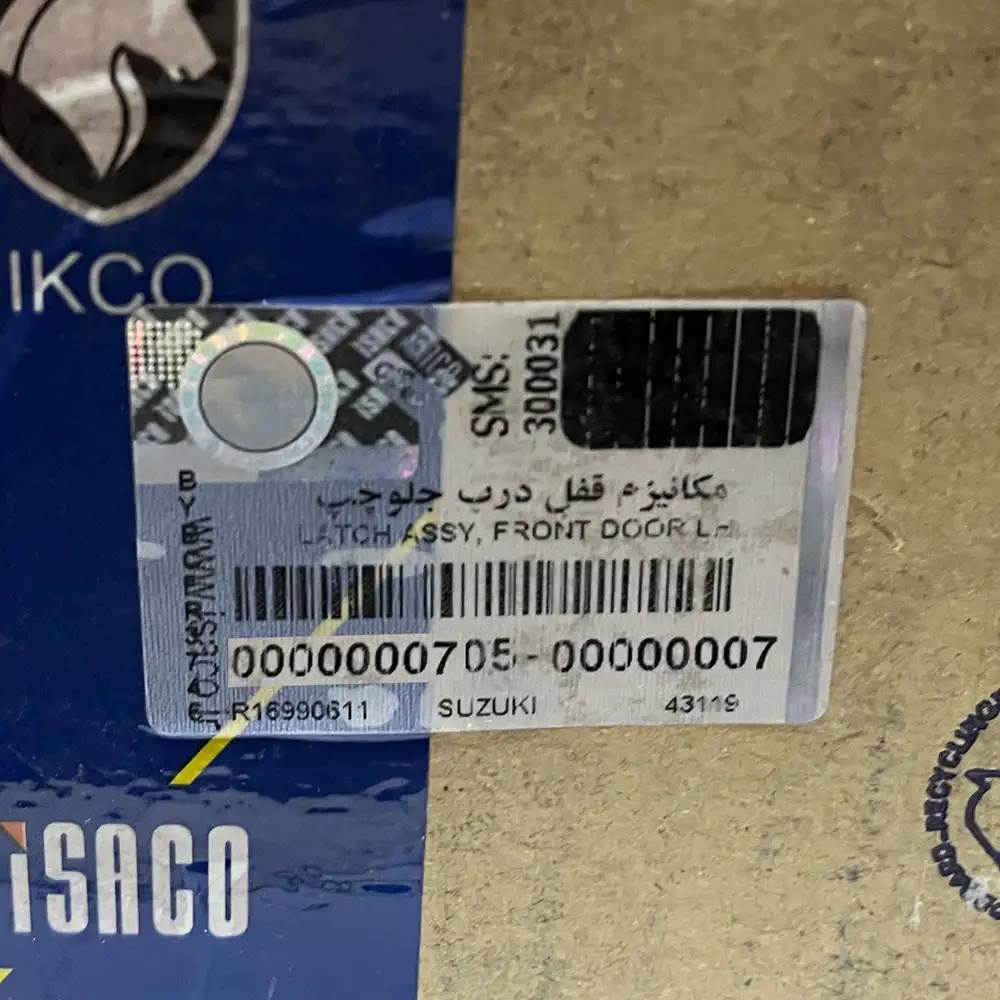 IKCO
SMS:
300031
مکانیزم قفل درب جلو چپ
LATCH ASSY, FRONT DOOR LH
0000000705-00000007
R16990611 SUZUKI 43119
iSACO
RECYCLING